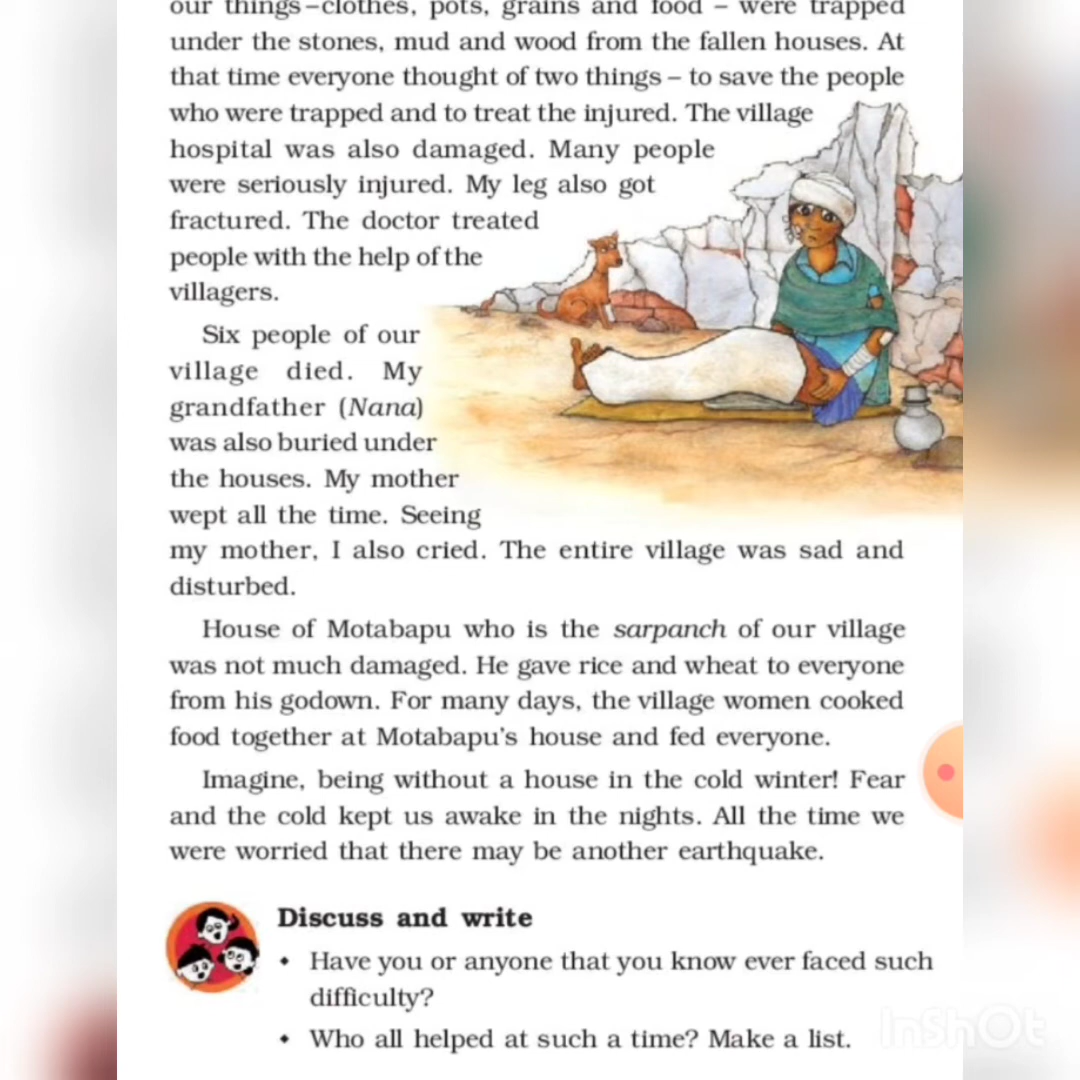 our things–clothes, pots, grains and food – were trapped
under the stones, mud and wood from the fallen houses. At
that time everyone thought of two things – to save the people
who were trapped and to treat the injured. The village
hospital was also damaged. Many people
were seriously injured. My leg also got
fractured. The doctor treated
people with the help of the
villagers.
Six people of our
village died. My
grandfather (Nana)
was also buried under
the houses. My mother
wept all the time. Seeing
my mother, I also cried. The entire village was sad and
disturbed.
House of Motabapu who is the sarpanch of our village
was not much damaged. He gave rice and wheat to everyone
from his godown. For many days, the village women cooked
food together at Motabapu's house and fed everyone.
Imagine, being without a house in the cold winter! Fear
and the cold kept us awake in the nights. All the time we
were worried that there may be another earthquake.
Discuss and write
• Have you or anyone that you know ever faced such
difficulty?
• Who all helped at such a time? Make a list.
InShOt